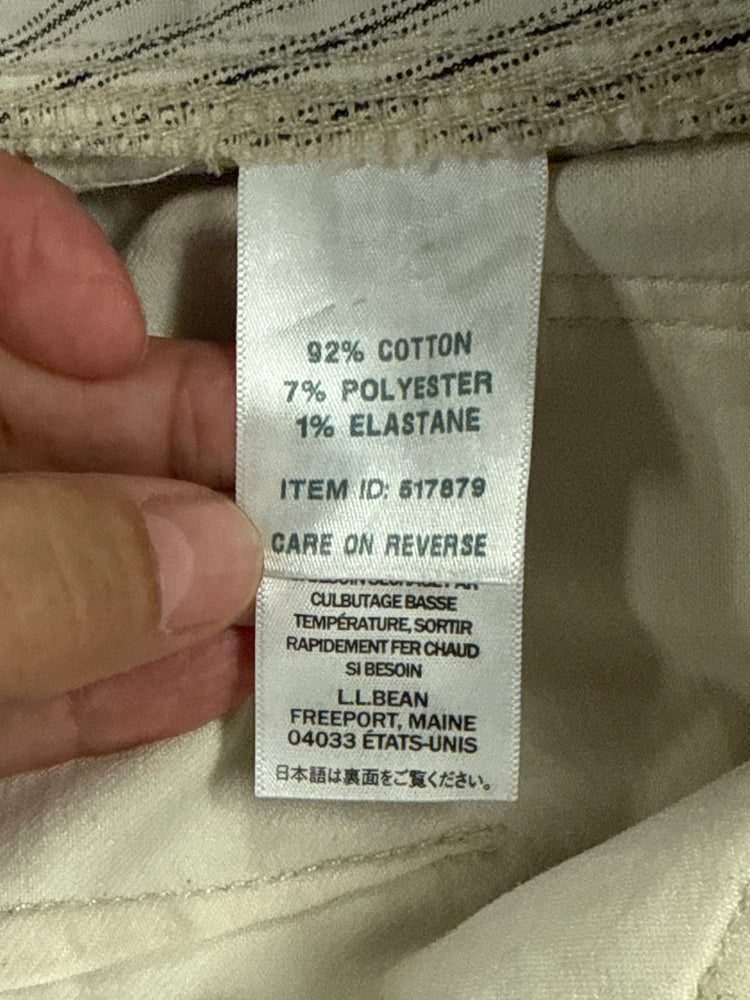 92% COTTON
7% POLYESTER
1% ELASTANE
ITEM ID: 517879
CARE ON REVERSE
CULBUTAGE BASSE
TEMPÉRATURE, SORTIR
RAPIDEMENT FER CHAUD
SI BESOIN
L.L.BEAN
FREEPORT, MAINE
04033 ÉTATS-UNIS
日本語は裏面をご覧ください。